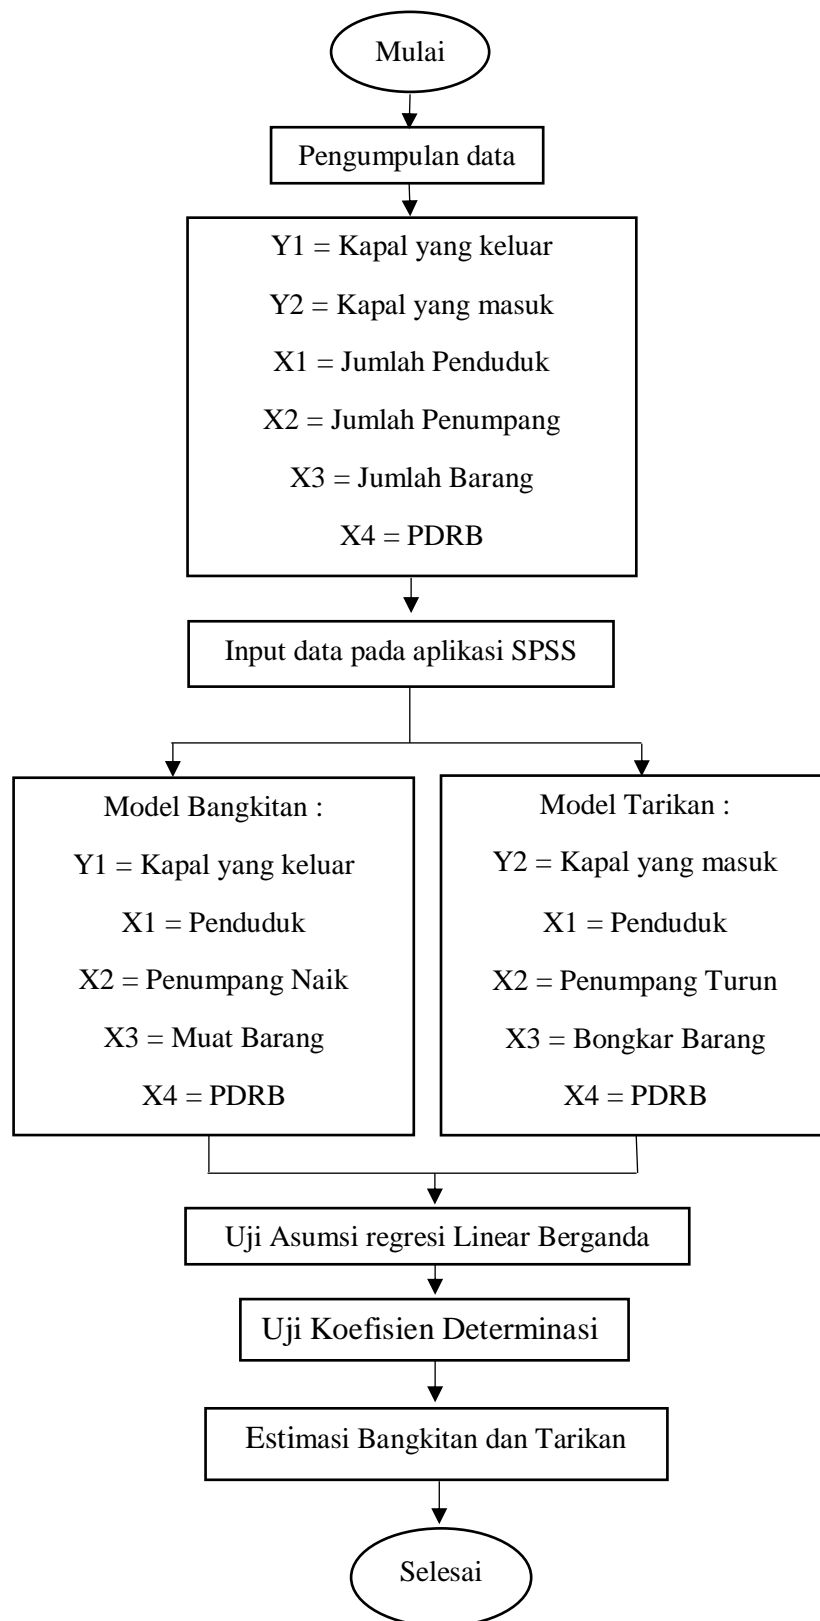 Mulai
Pengumpulan data
Y1 = Kapal yang keluar
Y2 = Kapal yang masuk
X1 = Jumlah Penduduk
X2 = Jumlah Penumpang
X3 = Jumlah Barang
X4 = PDRB
Input data pada aplikasi SPSS
Model Bangkitan :
Y1 = Kapal yang keluar
X1 = Penduduk
X2 = Penumpang Naik
X3 = Muat Barang
X4 = PDRB
Model Tarikan :
Y2 = Kapal yang masuk
X1 = Penduduk
X2 = Penumpang Turun
X3 = Bongkar Barang
X4 = PDRB
Uji Asumsi regresi Linear Berganda
Uji Koefisien Determinasi
Estimasi Bangkitan dan Tarikan
Selesai